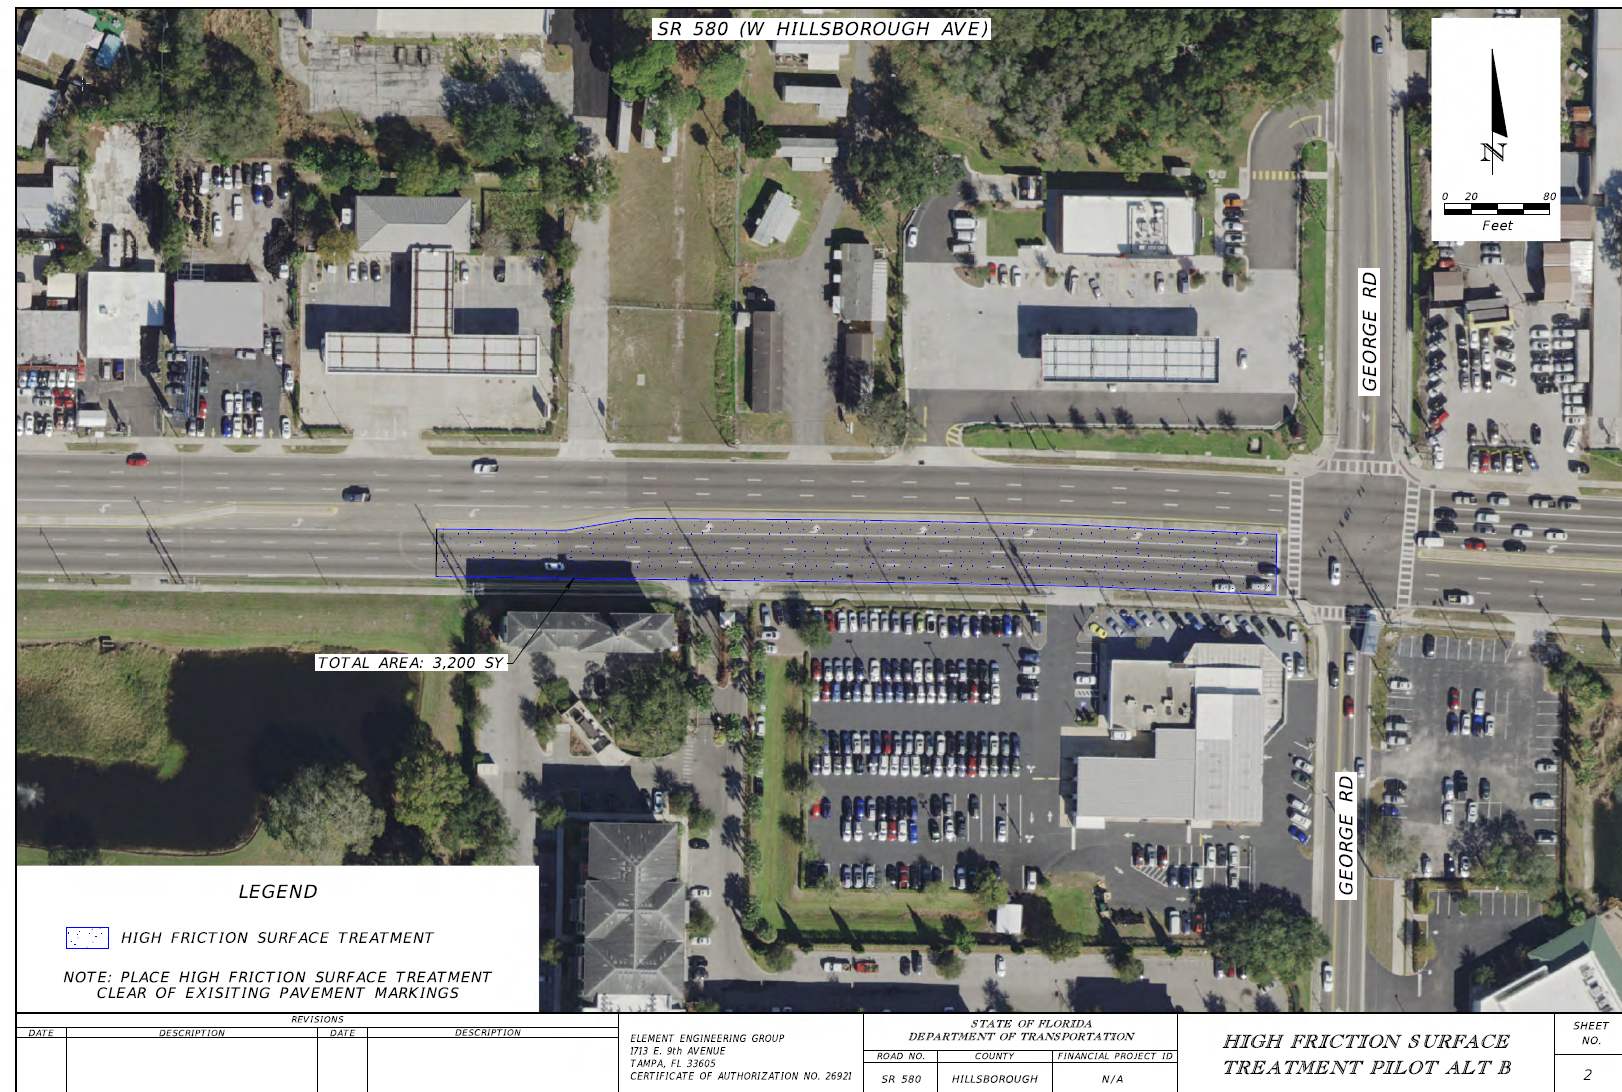 SR 580 (W HILLSBOROUGH AVE)
N
0 20 80
Feet
GEORGE RD
TOTAL AREA: 3,200 SY
GEORGE RD
LEGEND
HIGH FRICTION SURFACE TREATMENT
NOTE: PLACE HIGH FRICTION SURFACE TREATMENT
CLEAR OF EXISITING PAVEMENT MARKINGS
REVISIONS
DATE DESCRIPTION DATE DESCRIPTION
ELEMENT ENGINEERING GROUP
1713 E. 9th AVENUE
TAMPA, FL 33605
CERTIFICATE OF AUTHORIZATION NO. 26921
STATE OF FLORIDA
DEPARTMENT OF TRANSPORTATION
ROAD NO. COUNTY FINANCIAL PROJECT ID
SR 580 HILLSBOROUGH N/A
HIGH FRICTION SURFACE
TREATMENT PILOT ALT B
SHEET
NO.
2